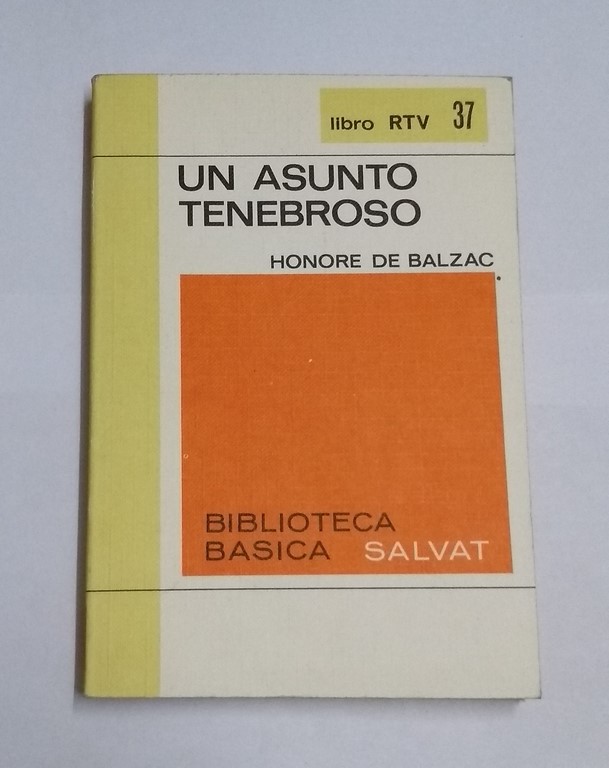 libro RTV 37
UN ASUNTO
TENEBROSO
HONORE DE BALZAC
BIBLIOTECA
BASICA SALVAT